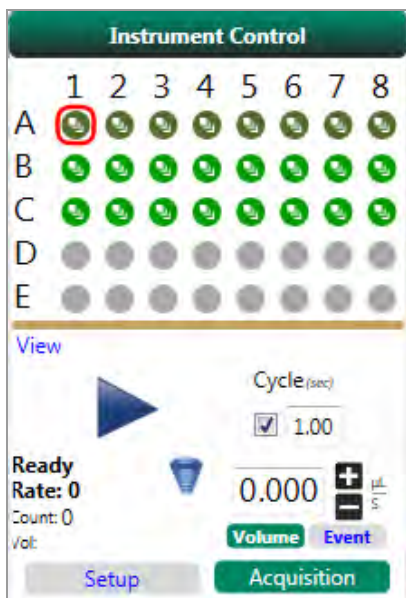 Instrument Control
1 2 3 4 5 6 7 8
A
B
C
D
E
View
Cycle (sec)
1.00
Ready
Rate: 0
Count: 0
Vol:
0.000 µL/S
Volume Event
Setup Acquisition